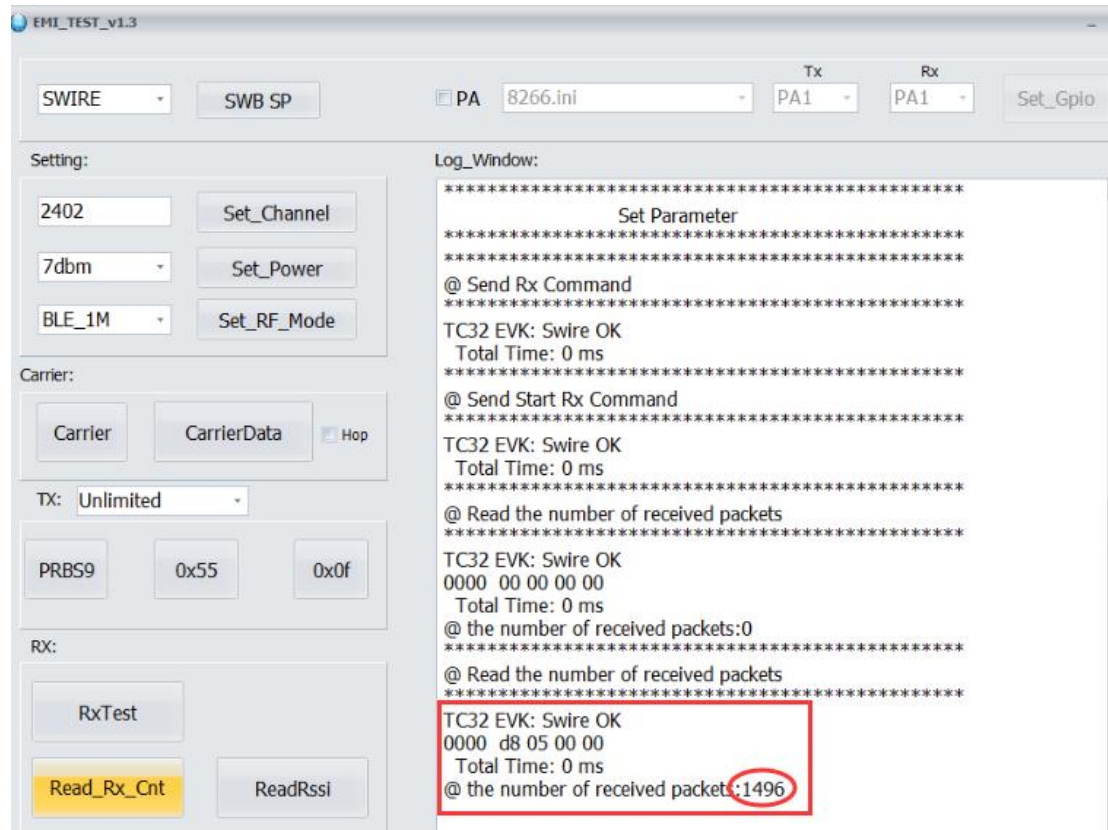 EMI_TEST_v1.3
Tx Rx
SWIRE SWB SP PA 8266.ini PA1 PA1 Set_Gpio
Setting:
2402 Set_Channel
7dbm Set_Power
BLE_1M Set_RF_Mode
Carrier:
Carrier CarrierData Hop
TX: Unlimited
PRBS9 0x55 0x0f
RX:
RxTest
Read_Rx_Cnt ReadRssi
Log_Window:
************************************************
Set Parameter
************************************************
************************************************
@ Send Rx Command
************************************************
TC32 EVK: Swire OK
Total Time: 0 ms
************************************************
@ Send Start Rx Command
************************************************
TC32 EVK: Swire OK
Total Time: 0 ms
************************************************
@ Read the number of received packets
************************************************
TC32 EVK: Swire OK
0000 00 00 00 00
Total Time: 0 ms
@ the number of received packets:0
************************************************
@ Read the number of received packets
************************************************
TC32 EVK: Swire OK
0000 d8 05 00 00
Total Time: 0 ms
@ the number of received packets:1496